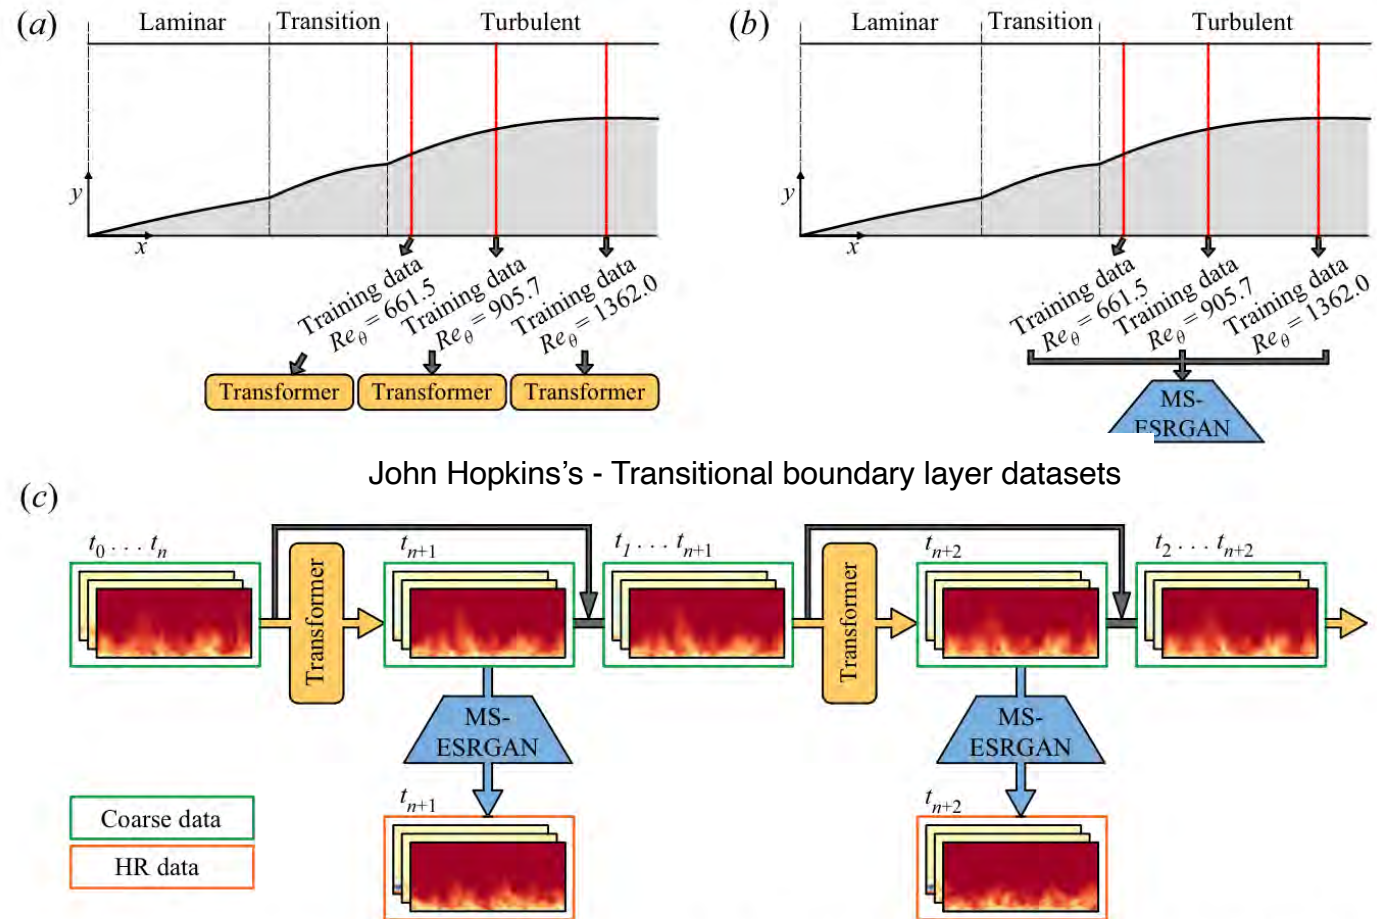 (a)
Laminar
Transition
Turbulent
y
x
Training data
Reθ = 661.5
Training data
Reθ = 905.7
Training data
Reθ = 1362.0
Transformer
Transformer
Transformer
(b)
Laminar
Transition
Turbulent
y
x
Training data
Reθ = 661.5
Training data
Reθ = 905.7
Training data
Reθ = 1362.0
MS-
ESRGAN
John Hopkins's - Transitional boundary layer datasets
(c)
t0 . . . tn
Transformer
tn+1
t1 . . . tn+1
Transformer
tn+2
t2 . . . tn+2
MS-
ESRGAN
MS-
ESRGAN
Coarse data
HR data
tn+1
tn+2